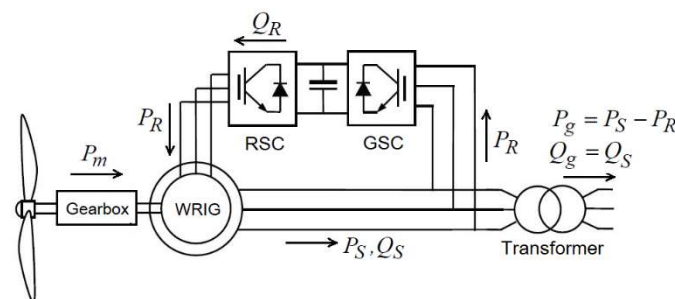 Q_R
RSC
GSC
P_R
P_R
P_g = P_S − P_R
Q_g = Q_S
P_m
Gearbox
WRIG
P_S, Q_S
Transformer